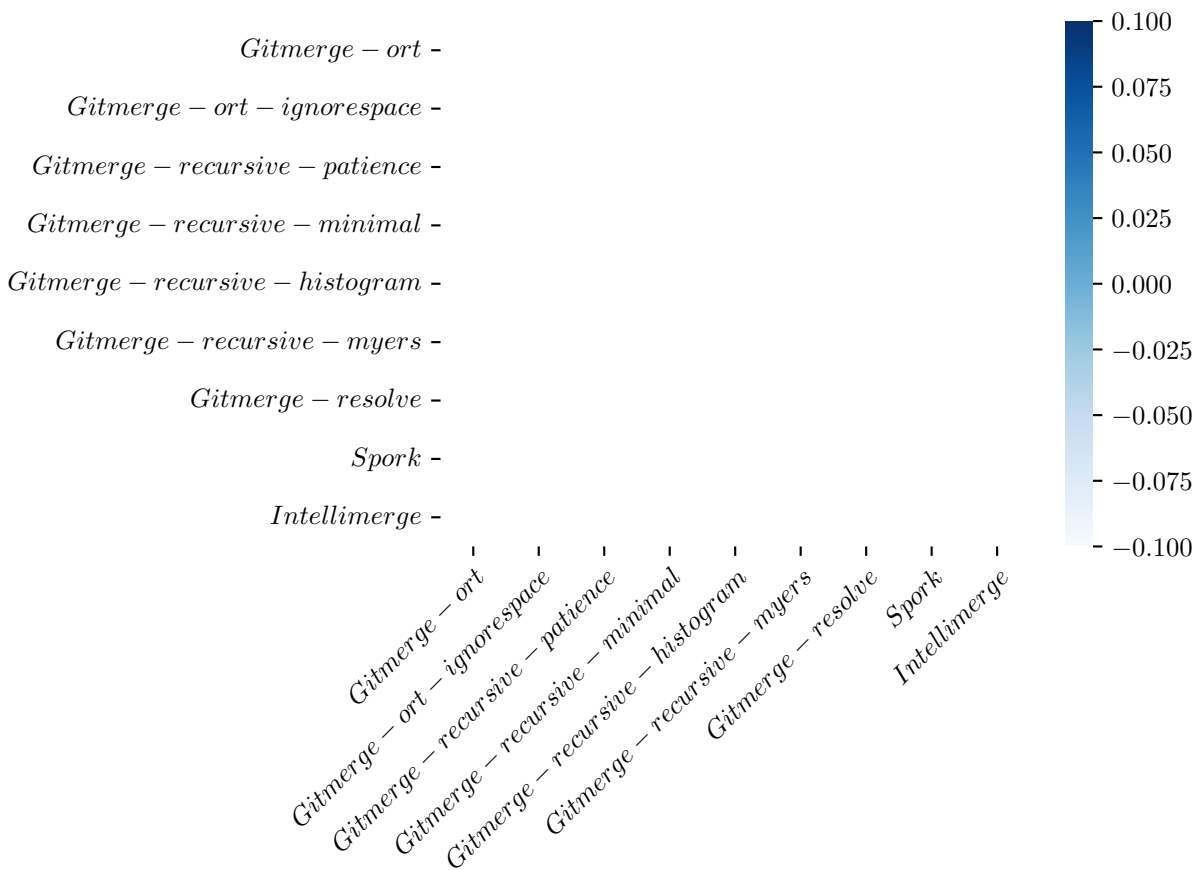 Gitmerge − ort
Gitmerge − ort − ignorespace
Gitmerge − recursive − patience
Gitmerge − recursive − minimal
Gitmerge − recursive − histogram
Gitmerge − recursive − myers
Gitmerge − resolve
Spork
Intellimerge
Gitmerge − ort
Gitmerge − ort − ignorespace
Gitmerge − recursive − patience
Gitmerge − recursive − minimal
Gitmerge − recursive − histogram
Gitmerge − recursive − myers
Gitmerge − resolve
Spork
Intellimerge
0.100
0.075
0.050
0.025
0.000
−0.025
−0.050
−0.075
−0.100